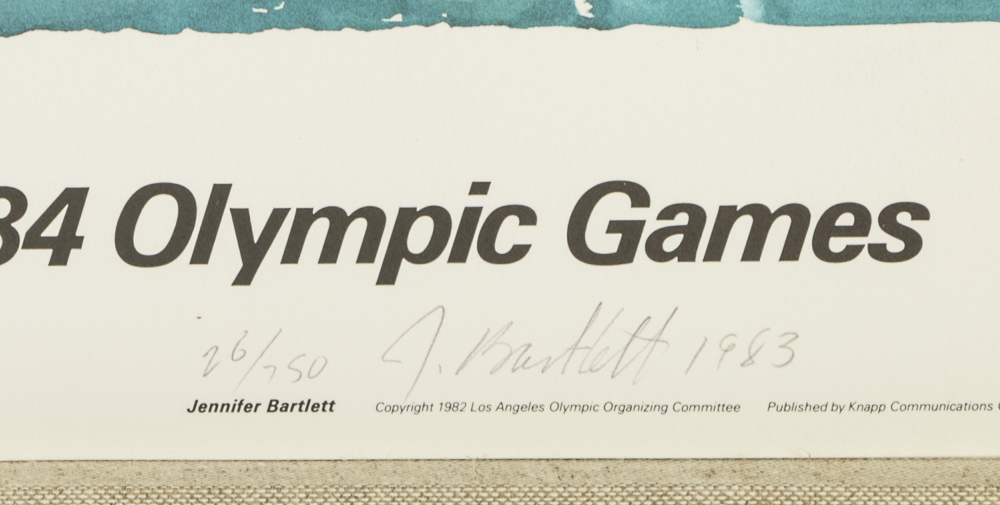 84 Olympic Games
26/750 J. Bartlett 1983
Jennifer Bartlett Copyright 1982 Los Angeles Olympic Organizing Committee Published by Knapp Communications